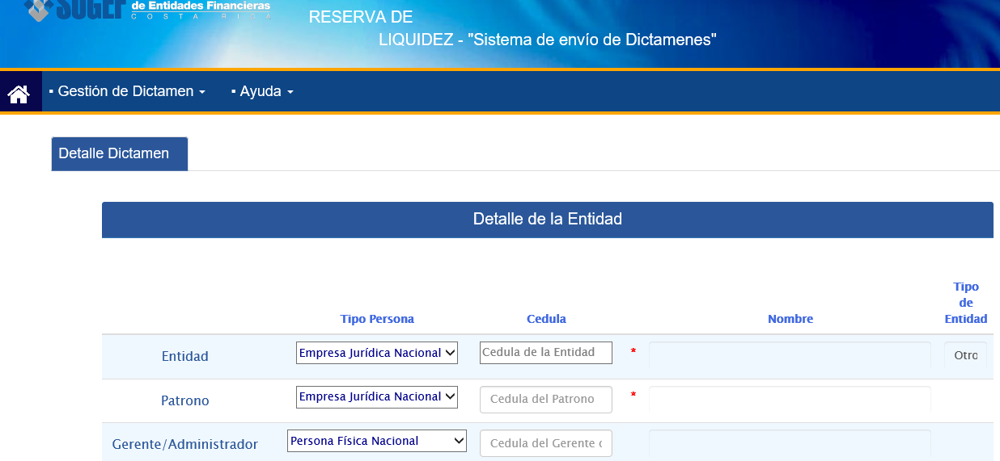 SUGEF de Entidades Financieras
COSTA RICA
RESERVA DE
LIQUIDEZ - "Sistema de envío de Dictamenes"
Gestión de Dictamen
Ayuda
Detalle Dictamen
Detalle de la Entidad
Tipo Persona Cedula Nombre Tipo
de
Entidad
Entidad Empresa Jurídica Nacional Cedula de la Entidad * Otro
Patrono Empresa Jurídica Nacional Cedula del Patrono *
Gerente/Administrador Persona Física Nacional Cedula del Gerente